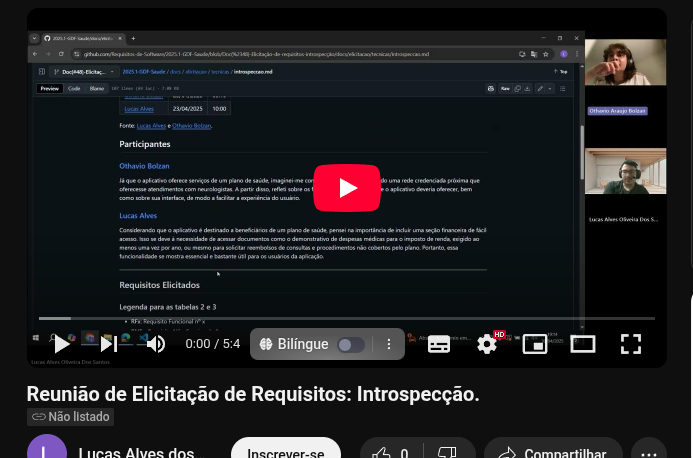 2025.1-GDF-Saude/docs/elicita
github.com/Requisitos-de-Software/2025.1-GDF-Saude/blob/Doc(%2348)-Elicitação-de-requisitos-introspecção/docs/elicitacao/tecnicas/introspeccao.md
Doc(#48)-Elicitaç...
2025.1-GDF-Saude / docs / elicitacao / tecnicas / introspeccao.md
Top
Preview Code Blame
Raw
Lucas Alves 23/04/2025 10:00
Fonte: Lucas Alves e Othavio Bolzan.
Participantes
Othavio Bolzan
Já que o aplicativo oferece serviços de um plano de saúde, imaginei-me
do uma rede credenciada próxima que
oferecesse atendimentos com neurologistas. A partir disso, refleti sobre os
e o aplicativo deveria oferecer, bem
como sobre sua interface, de modo a facilitar a experiência do usuário.
Lucas Alves
Considerando que o aplicativo é destinado a beneficiários de um plano de saúde, pensei na importância de incluir uma seção financeira de fácil
acesso. Isso se deve à necessidade de acessar documentos como o demonstrativo de despesas médicas para o imposto de renda, exigido ao
menos uma vez por ano, ou mesmo para solicitar reembolsos de consultas e procedimentos não cobertos pelo plano. Portanto, essa
funcionalidade se mostra essencial e bastante útil para os usuários da aplicação.
Requisitos Elicitados
Legenda para as tabelas 2 e 3
RFx: Requisito Funcional nº x
Othavio Araujo Bolzan
Lucas Alves Oliveira Dos S...
Lucas Alves Oliveira Dos Santos
0:00 / 5:4
Bilíngue
HD
Reunião de Elicitação de Requisitos: Introspecção.
Não listado
L
Lucas Alves dos...
Inscrever-se
0
Compartilhar